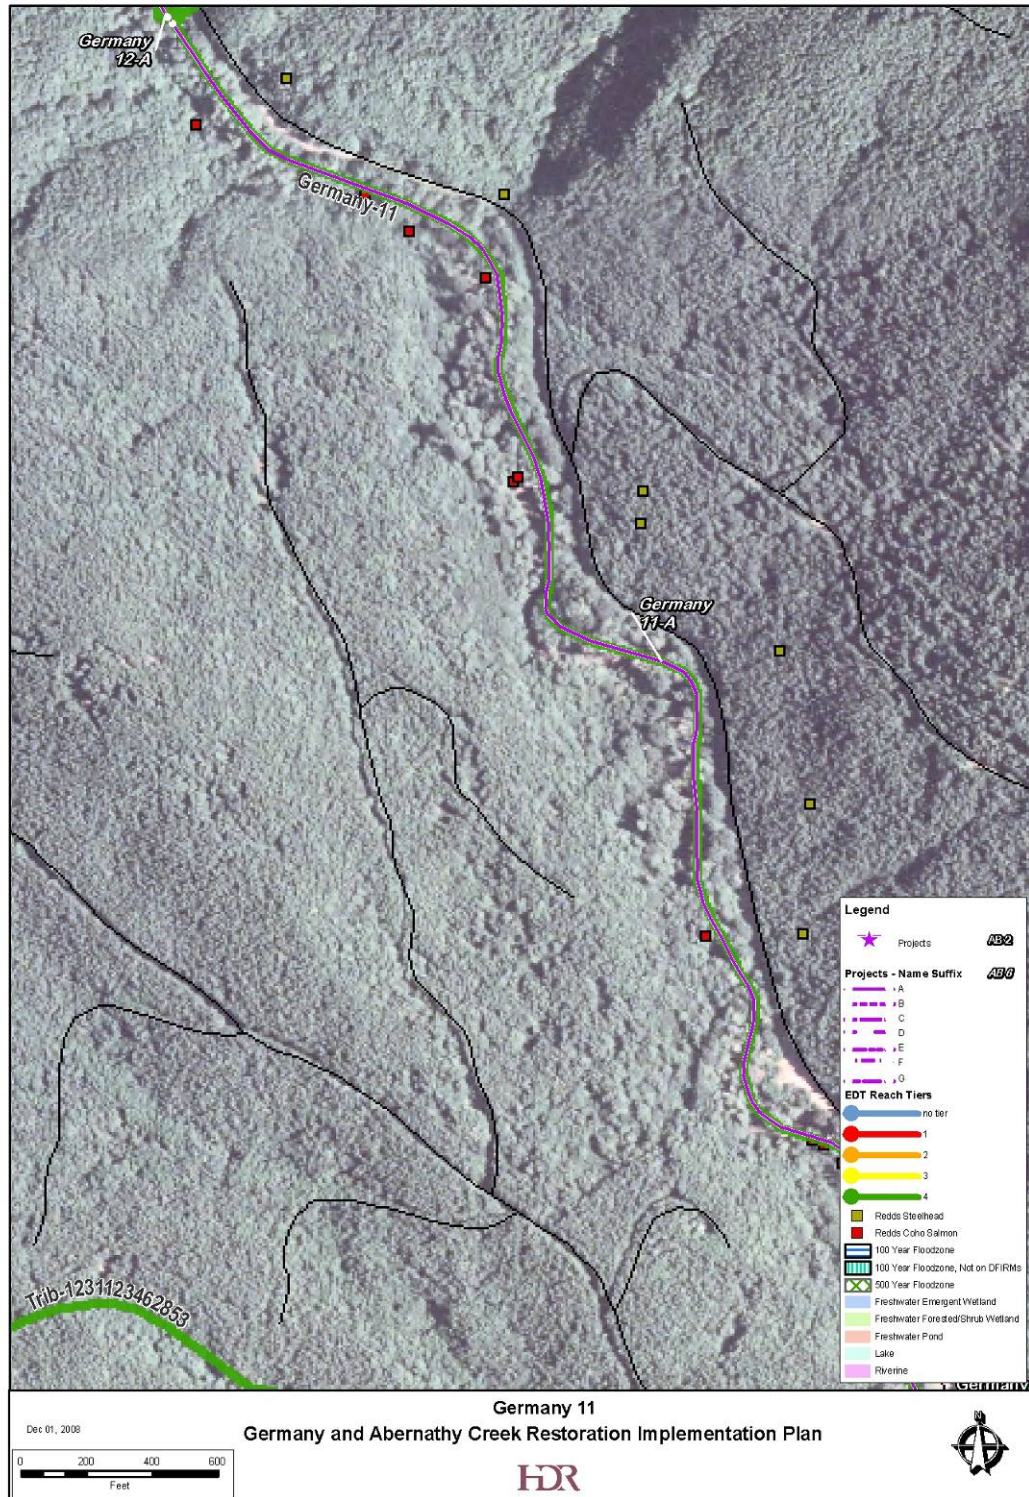 Germany
12-A
Germany-11
Germany
11-A
Trib-1231123462853
Legend
Projects
AB-2
Projects - Name Suffix
AB-6
A
B
C
D
E
F
G
EDT Reach Tiers
no tier
1
2
3
4
Redds Steelhead
Redds Coho Salmon
100 Year Floodzone
100 Year Floodzone, Not on DFIRMs
500 Year Floodzone
Freshwater Emergent Wetland
Freshwater Forested/Shrub Wetland
Freshwater Pond
Lake
Riverine
Germany
Germany 11
Dec 01, 2008
Germany and Abernathy Creek Restoration Implementation Plan
N
0 200 400 600
Feet
HDR